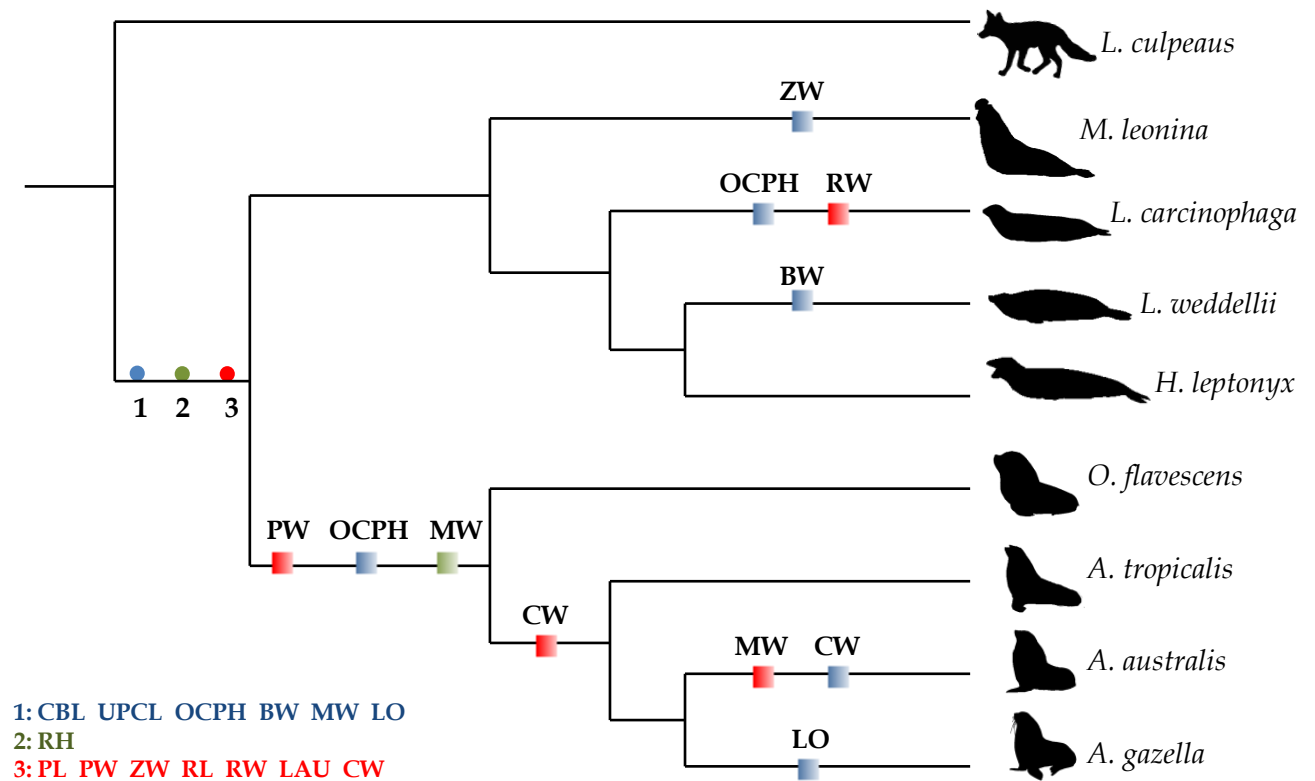 L. culpeaus
ZW
M. leonina
OCPH RW
L. carcinophaga
BW
L. weddellii
H. leptonyx
1 2 3
O. flavescens
PW OCPH MW
A. tropicalis
CW
MW CW
A. australis
LO
A. gazella
1: CBL UPCL OCPH BW MW LO
2: RH
3: PL PW ZW RL RW LAU CW